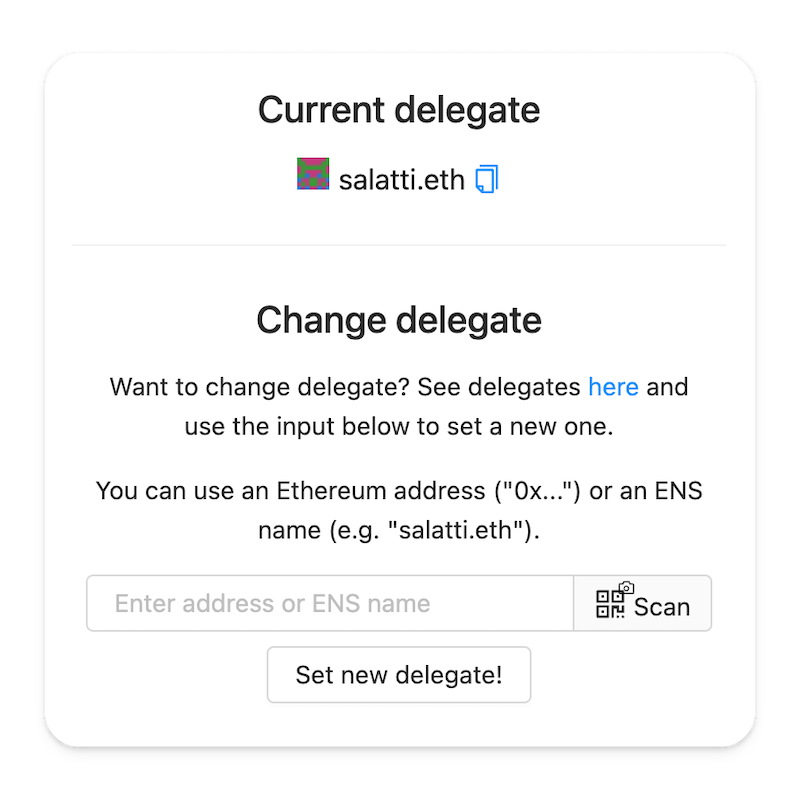 Current delegate
salatti.eth
Change delegate
Want to change delegate? See delegates here and
use the input below to set a new one.
You can use an Ethereum address ("0x...") or an ENS
name (e.g. "salatti.eth").
Enter address or ENS name
Scan
Set new delegate!